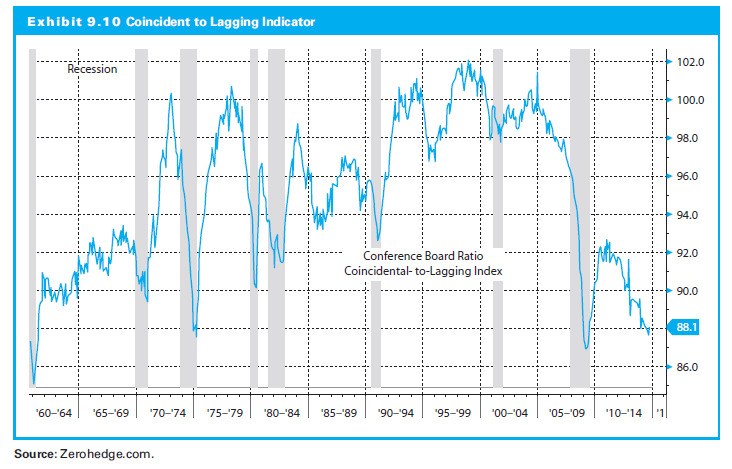 Exhibit 9.10 Coincident to Lagging Indicator
Recession
102.0
100.0
98.0
96.0
94.0
92.0
90.0
88.1
86.0
Conference Board Ratio
Coincidental- to-Lagging Index
'60–'64 '65–'69 '70–'74 '75–'79 '80–'84 '85–'89 '90–'94 '95–'99 '00–'04 '05–'09 '10–'14 '1
Source: Zerohedge.com.